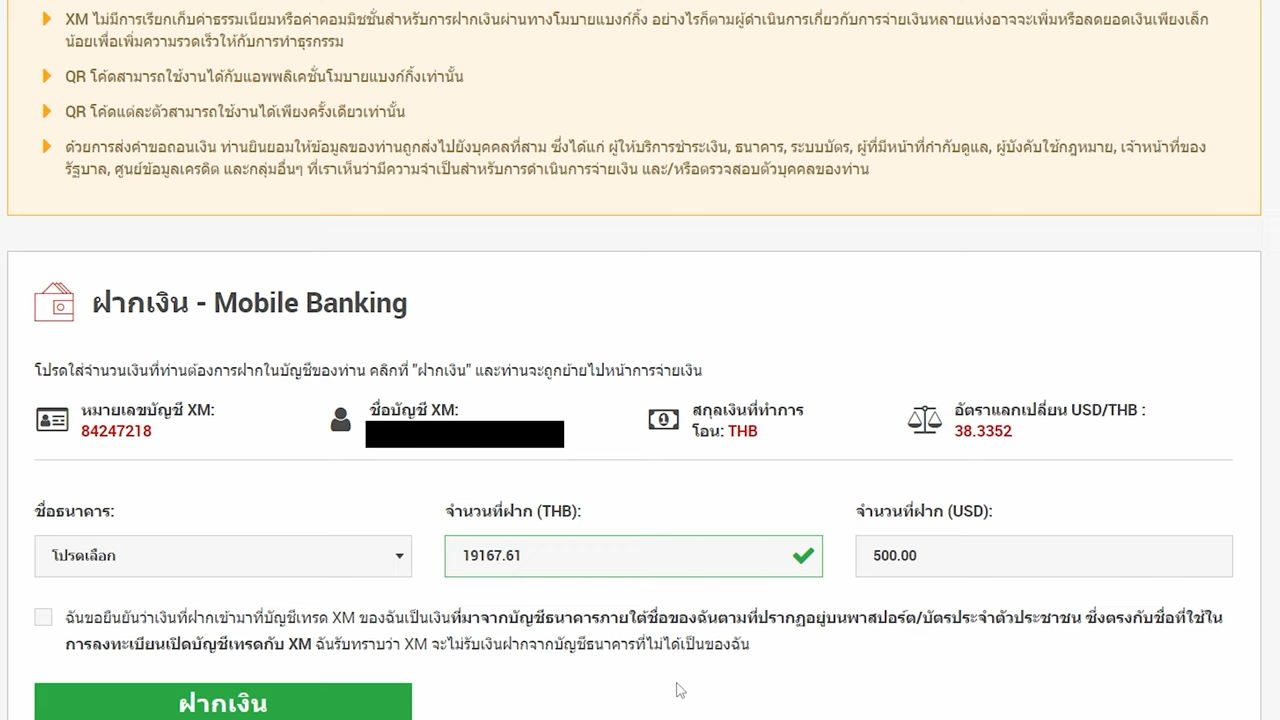 XM ไม่มีการเรียกเก็บค่าธรรมเนียมหรือค่าคอมมิชชั่นสำหรับการฝากเงินผ่านทางโมบายแบงก์กิ้ง อย่างไรก็ตามผู้ดำเนินการเกี่ยวกับการจ่ายเงินหลายแห่งอาจจะเพิ่มหรือลดยอดเงินเพียงเล็ก
น้อยเพื่อเพิ่มความรวดเร็วให้กับการทำธุรกรรม
QR โค้ดสามารถใช้งานได้กับแอพพลิเคชั่นโมบายแบงก์กิ้งเท่านั้น
QR โค้ดแต่ละตัวสามารถใช้งานได้เพียงครั้งเดียวเท่านั้น
ด้วยการส่งคำขอถอนเงิน ท่านยินยอมให้ข้อมูลของท่านถูกส่งไปยังบุคคลที่สาม ซึ่งได้แก่ ผู้ให้บริการชำระเงิน, ธนาคาร, ระบบบัตร, ผู้ที่มีหน้าที่กำกับดูแล, ผู้บังคับใช้กฎหมาย, เจ้าหน้าที่ของ
รัฐบาล, ศูนย์ข้อมูลเครดิต และกลุ่มอื่นๆ ที่เราเห็นว่ามีความจำเป็นสำหรับการดำเนินการจ่ายเงิน และ/หรือตรวจสอบตัวบุคคลของท่าน
ฝากเงิน - Mobile Banking
โปรดใส่จำนวนเงินที่ท่านต้องการฝากในบัญชีของท่าน คลิกที่ "ฝากเงิน" และท่านจะถูกย้ายไปหน้าการจ่ายเงิน
หมายเลขบัญชี XM:
84247218
ชื่อบัญชี XM:
สกุลเงินที่ทำการ
โอน: THB
อัตราแลกเปลี่ยน USD/THB :
38.3352
ชื่อธนาคาร:
จำนวนที่ฝาก (THB):
จำนวนที่ฝาก (USD):
โปรดเลือก
19167.61
500.00
ฉันขอยืนยันว่าเงินที่ฝากเข้ามาที่บัญชีเทรด XM ของฉันเป็นเงินที่มาจากบัญชีธนาคารภายใต้ชื่อของฉันตามที่ปรากฏอยู่บนพาสปอร์ต/บัตรประจำตัวประชาชน ซึ่งตรงกับชื่อที่ใช้ใน
การลงทะเบียนเปิดบัญชีเทรดกับ XM ฉันรับทราบว่า XM จะไม่รับเงินฝากจากบัญชีธนาคารที่ไม่ได้เป็นของฉัน
ฝากเงิน